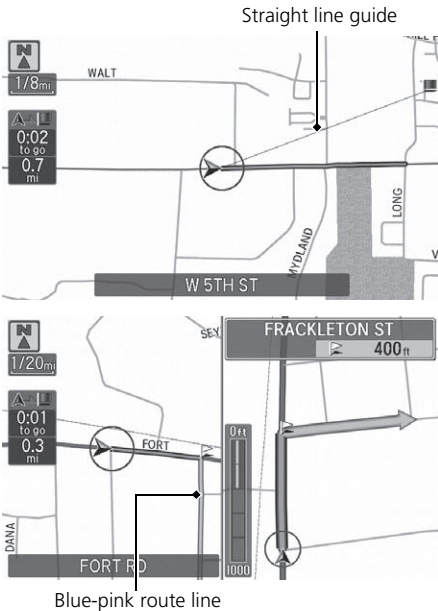 Straight line guide
N
WALT
1/8mi
0:02
to go
0.7
mi
MYDLAND
LONG
W 5TH ST
N
SEY
FRACKLETON ST
400ft
1/20mi
0:01
to go
0.3
mi
FORT
0ft
DANA
FORT RD
1000
Blue-pink route line